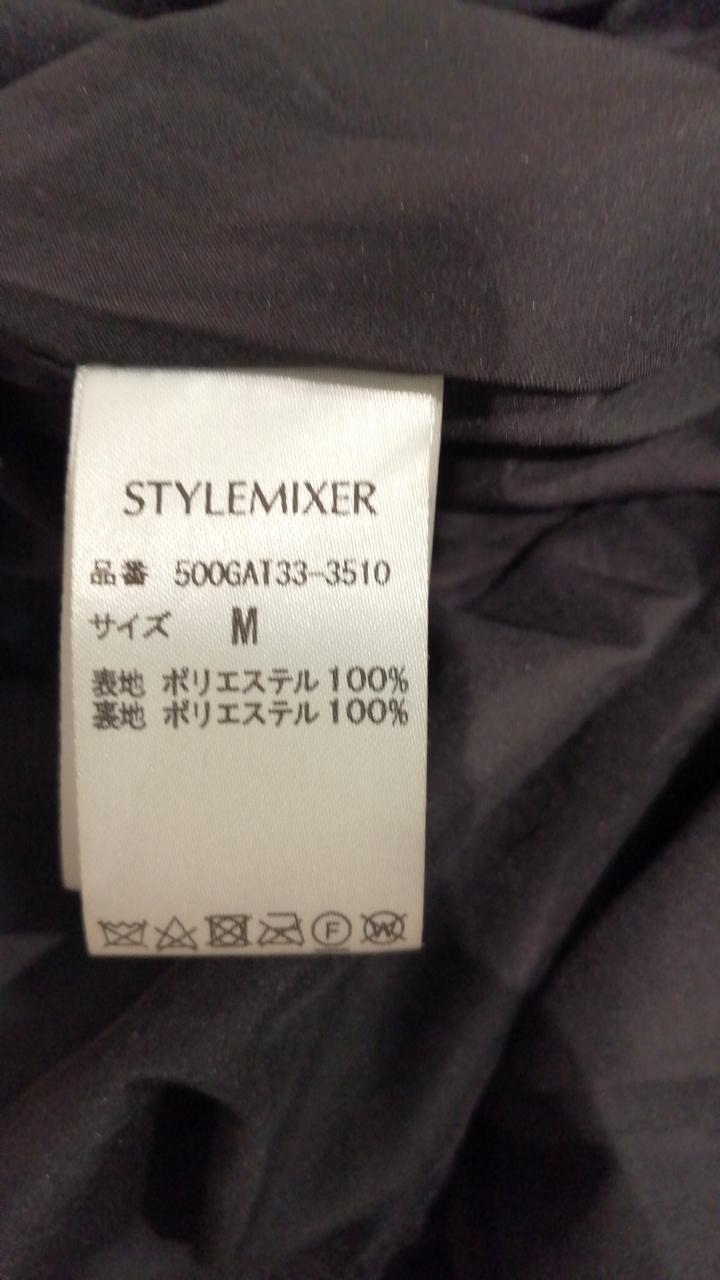 STYLEMIXER
品番 500GAT33-3510
サイズ M
表地 ポリエステル 100%
裏地 ポリエステル 100%
F W